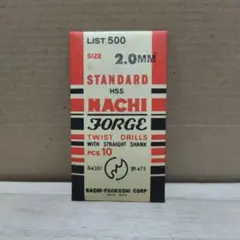 LIST 500
SIZE 2.0MM
STANDARD
HSS
NACHI
FORGE
TWIST DRILLS
WITH STRAIGHT SHANK
PCS 10
NACHI-FUJIKOSHI CORP